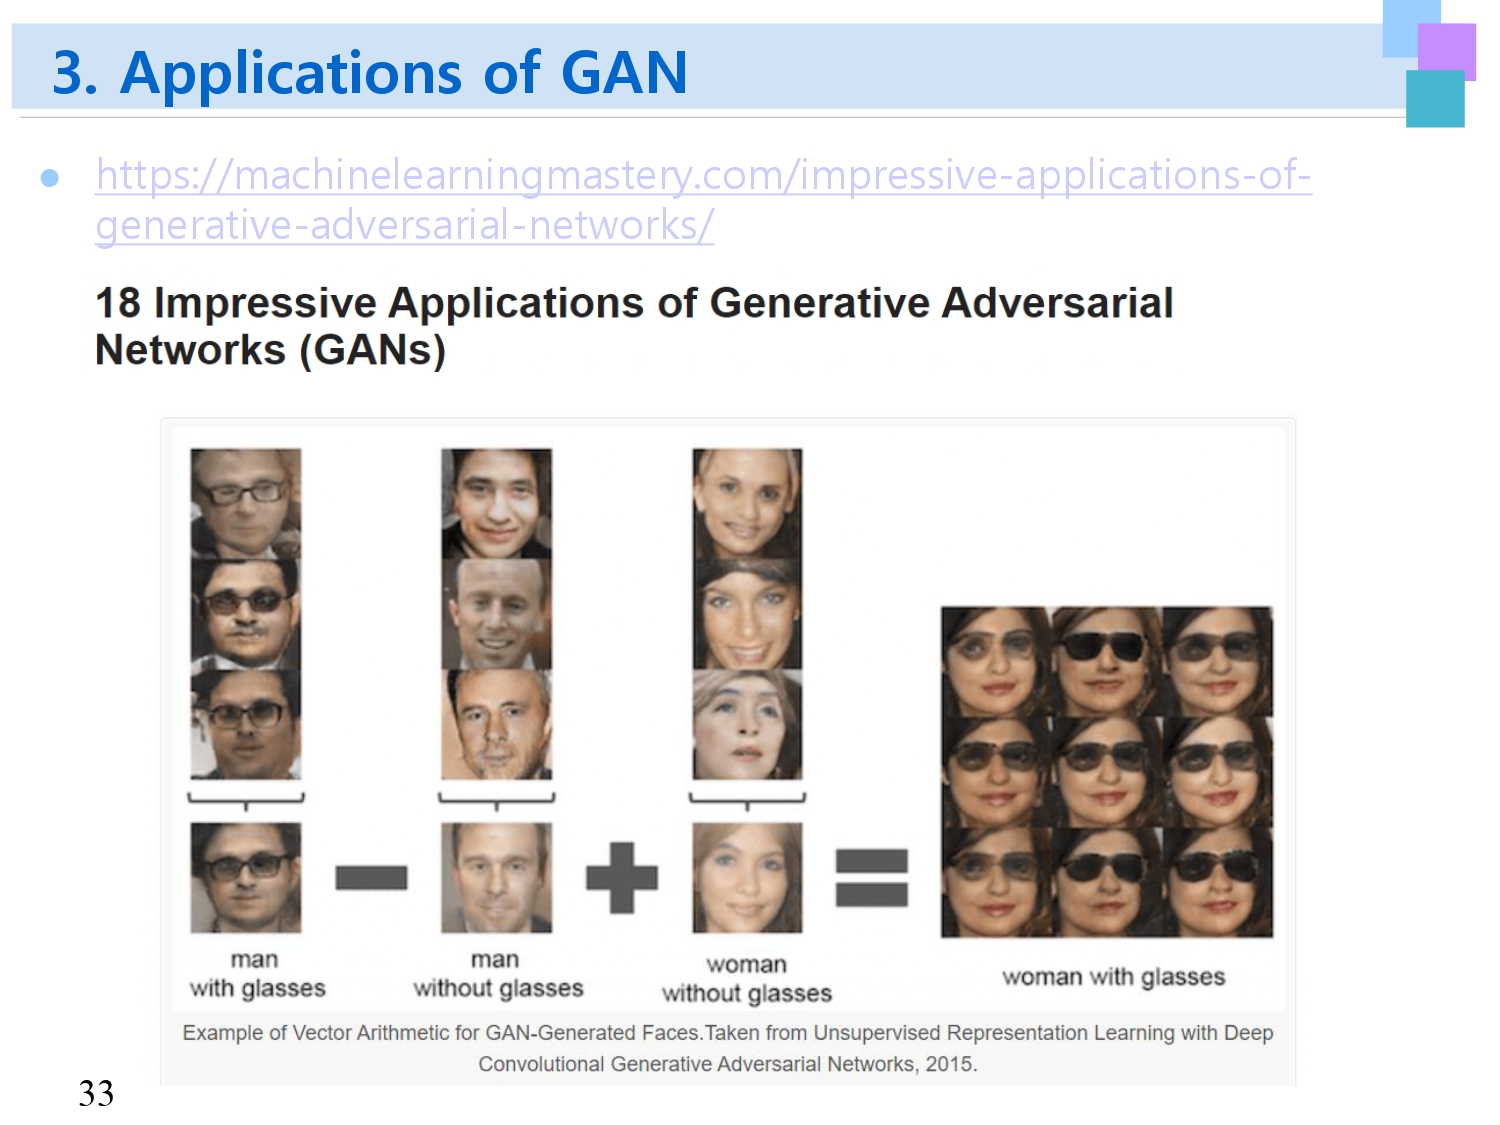 3. Applications of GAN
https://machinelearningmastery.com/impressive-applications-of-
generative-adversarial-networks/
18 Impressive Applications of Generative Adversarial
Networks (GANs)
man
with glasses
man
without glasses
woman
without glasses
woman with glasses
Example of Vector Arithmetic for GAN-Generated Faces.Taken from Unsupervised Representation Learning with Deep
Convolutional Generative Adversarial Networks, 2015.
33